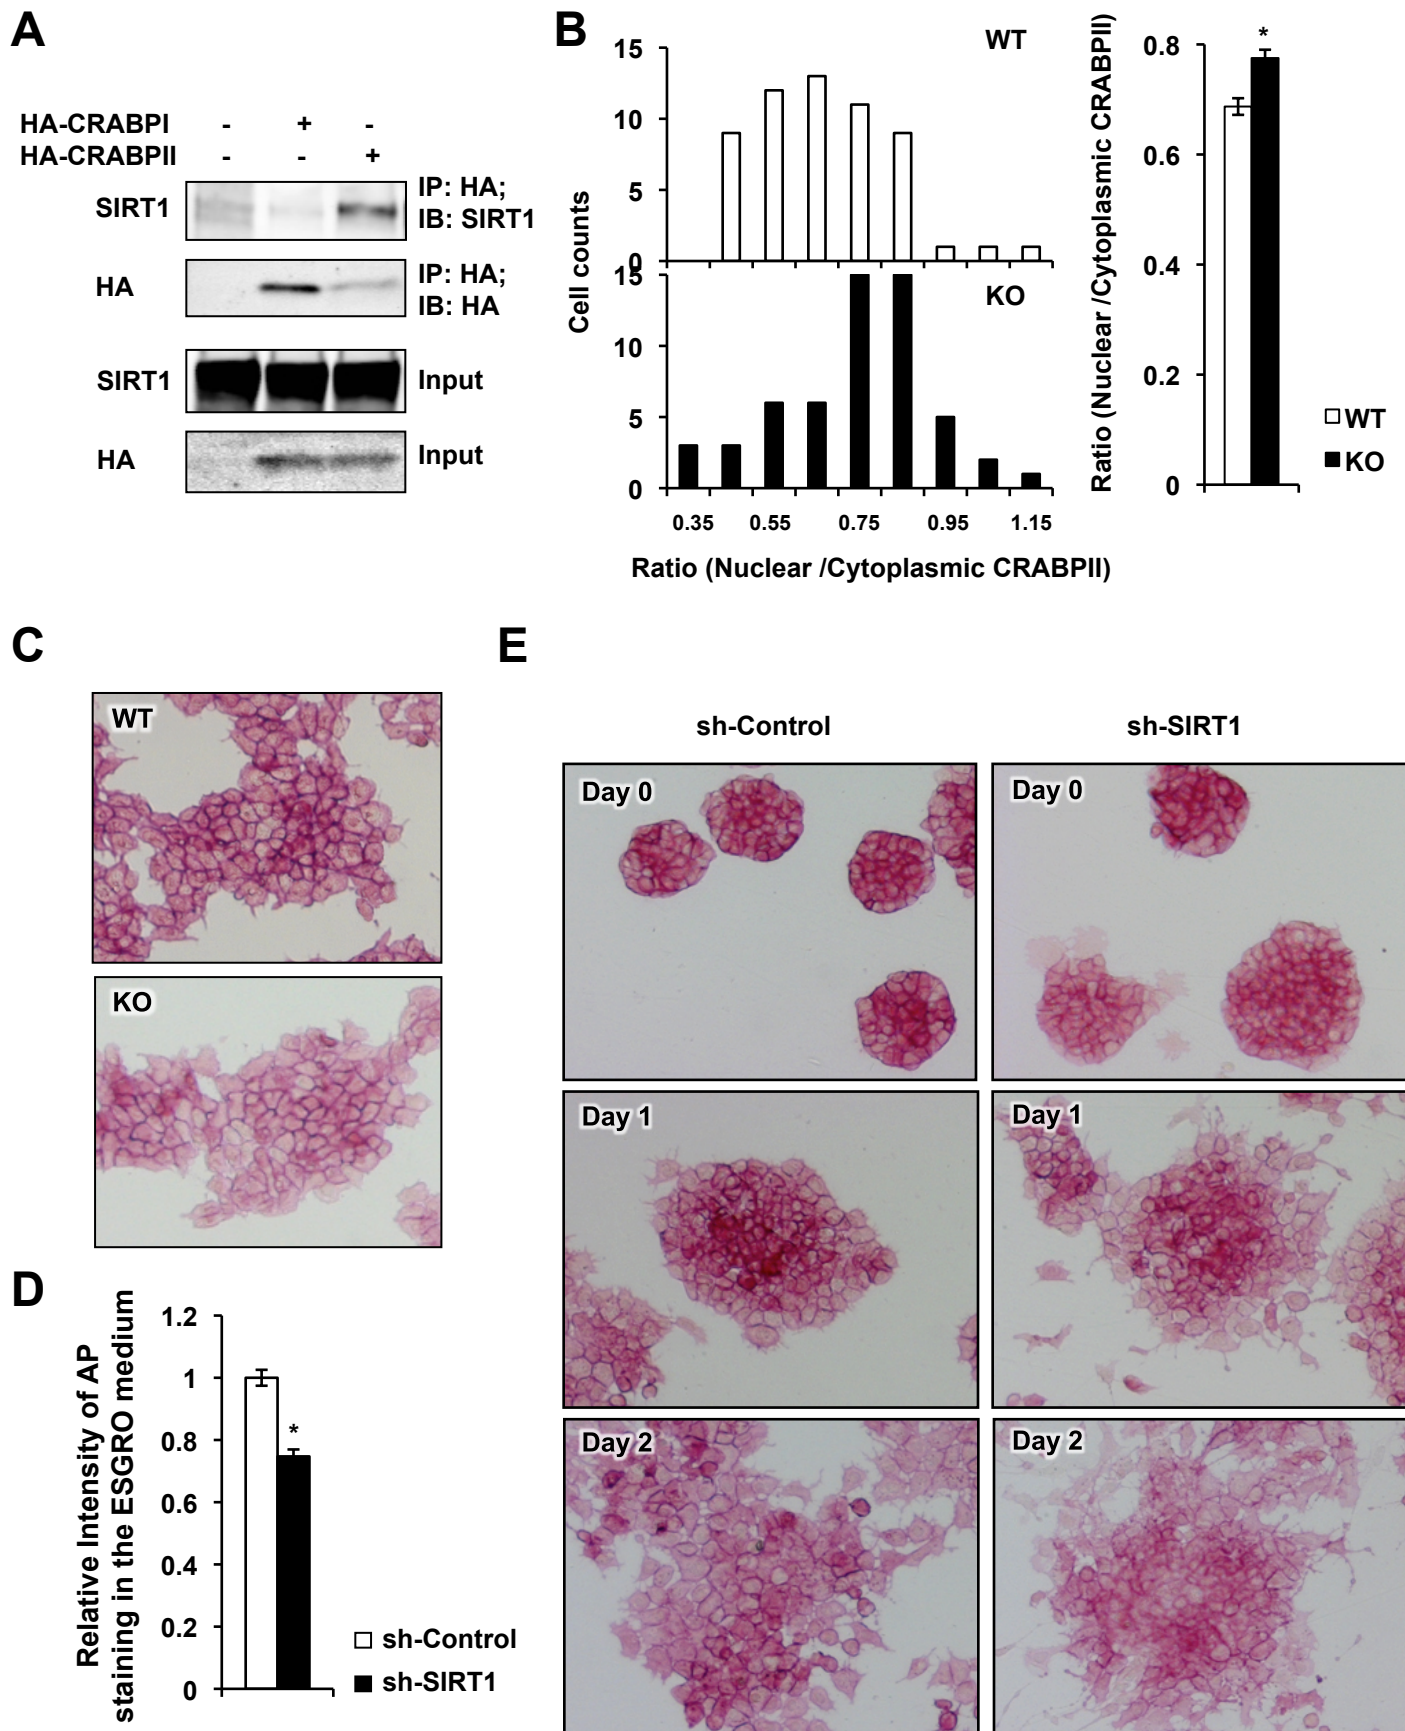 A
HA-CRABPI - + -
HA-CRABPII - - +
SIRT1
IP: HA;
IB: SIRT1
HA
IP: HA;
IB: HA
SIRT1
Input
HA
Input
B
Cell counts
15
10
5
0
WT
15
10
5
0
KO
0.35 0.55 0.75 0.95 1.15
Ratio (Nuclear /Cytoplasmic CRABPII)
Ratio (Nuclear /Cytoplasmic CRABPII)
0.8
0.6
0.4
0.2
0
*
WT
KO
C
WT
KO
D
Relative Intensity of AP
staining in the ESGRO medium
1.2
1
0.8
0.6
0.4
0.2
0
*
sh-Control
sh-SIRT1
E
sh-Control
sh-SIRT1
Day 0
Day 0
Day 1
Day 1
Day 2
Day 2